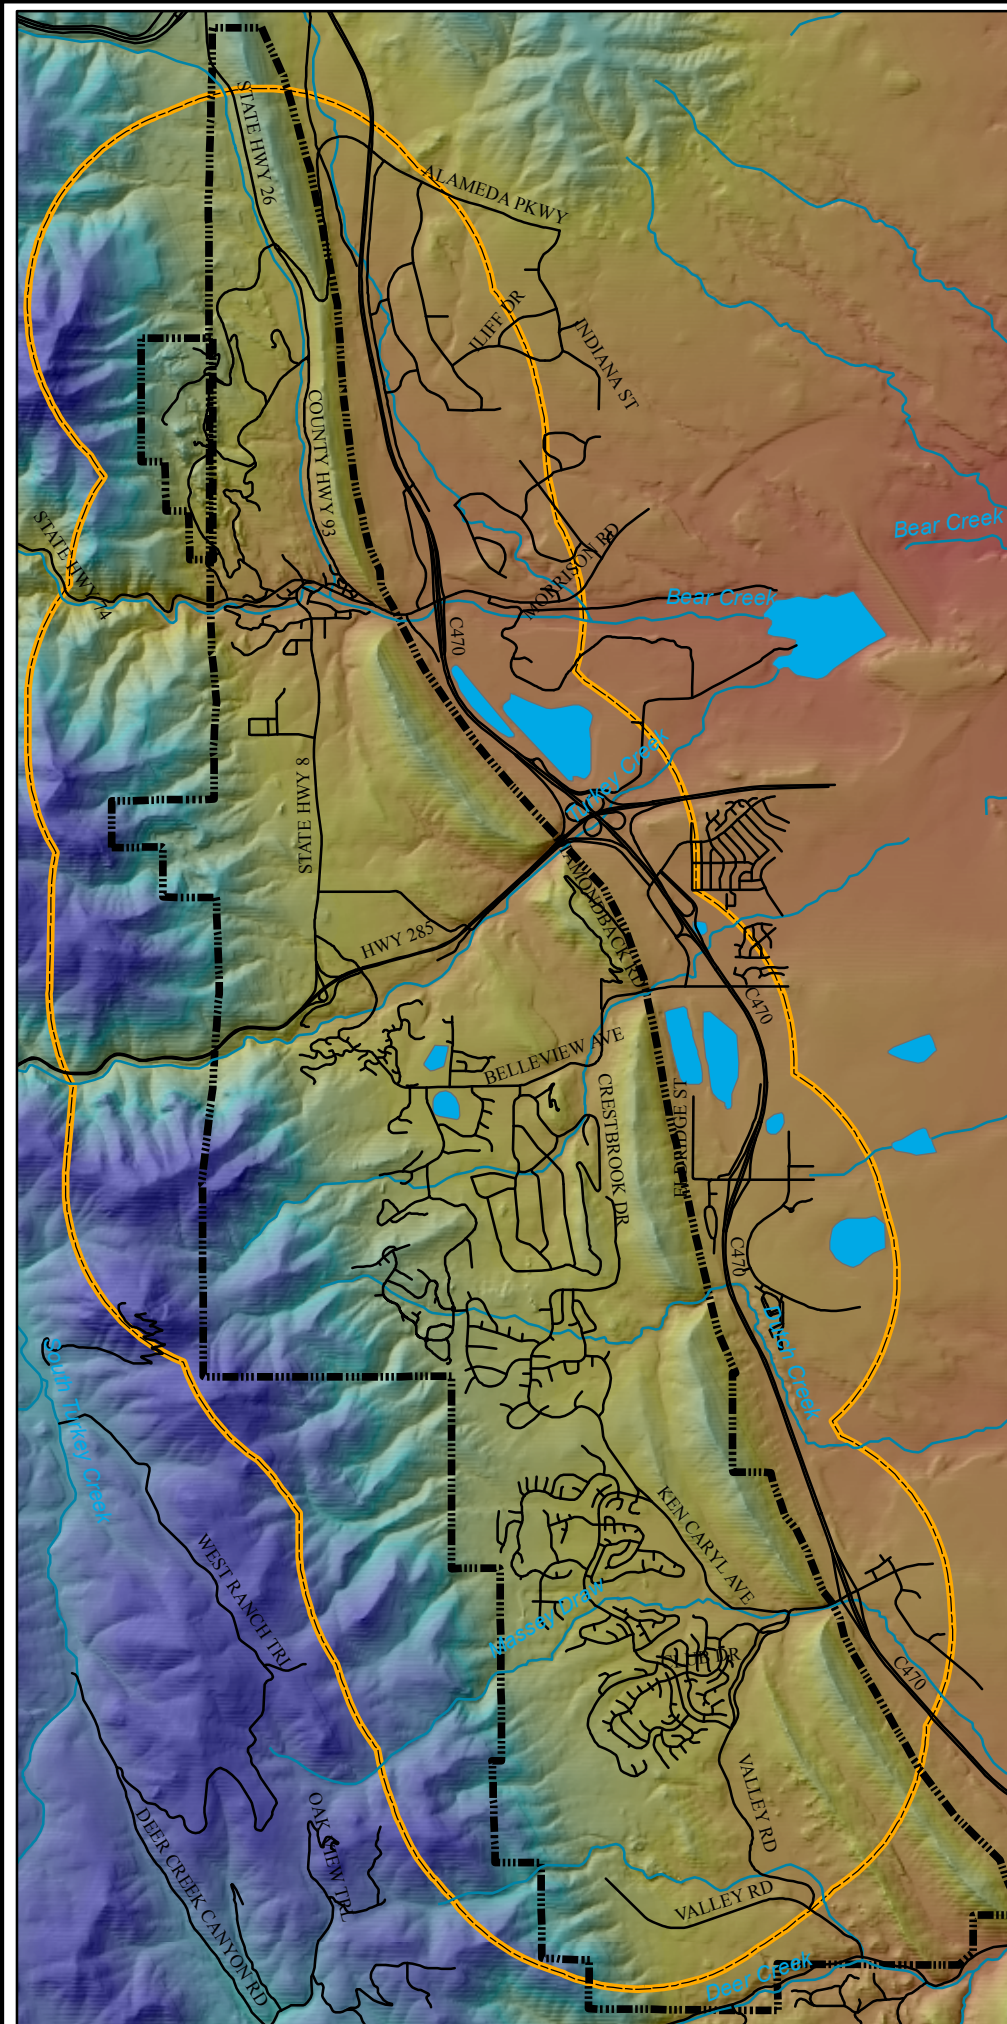 STATE HWY 26
ALAMEDA PKWY
ILIFF DR
INDIANA ST
COUNTY HWY 93
STATE HWY 74
MORRISON RD
Bear Creek
Bear Creek
C470
Turkey Creek
STATE HWY 8
AMONDBACK RD
HWY 285
C470
BELLEVIEW AVE
CRESTBROOK DR
ELDRIDGE ST
C470
Dutch Creek
South Turkey Creek
KEN CARYL AVE
WEST RANCH TRL
Massey Draw
CLUB DR
C470
VALLEY RD
OAK VIEW TRL
DEER CREEK CANYON RD
VALLEY RD
Deer Creek